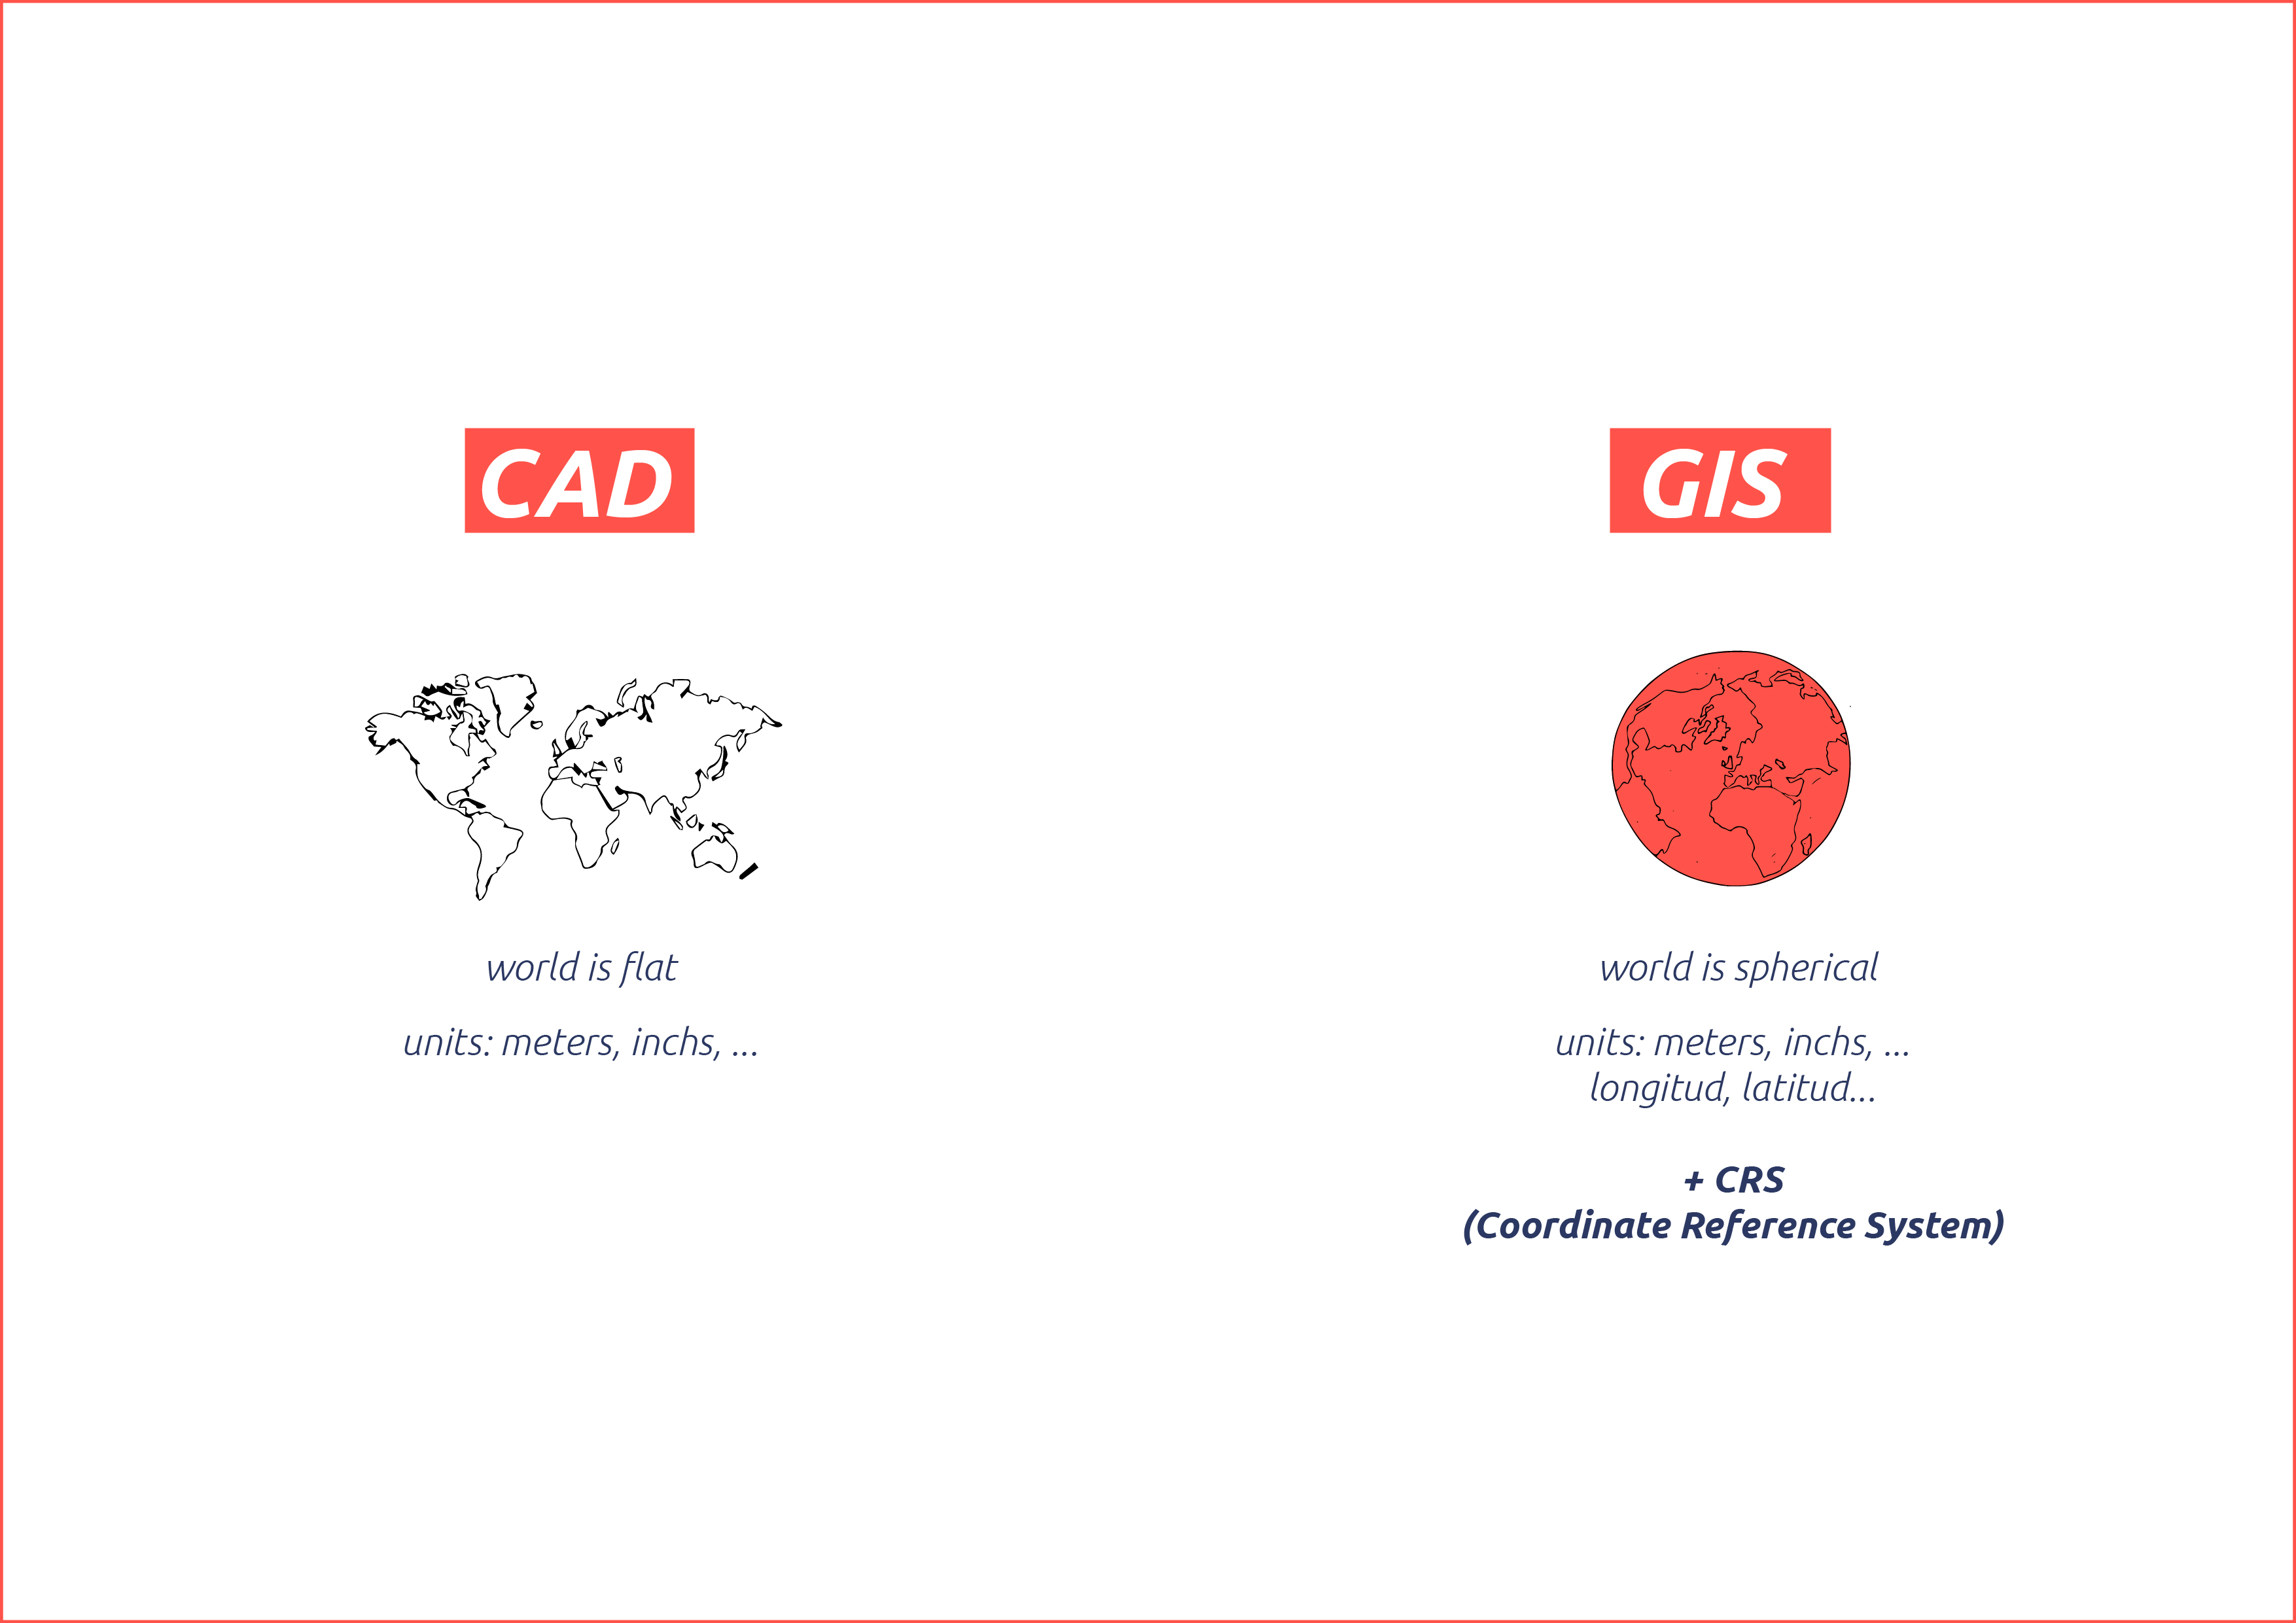 CAD
world is flat
units: meters, inchs, ...
GIS
world is spherical
units: meters, inchs, ...
longitud, latitud...
+ CRS
(Coordinate Reference System)